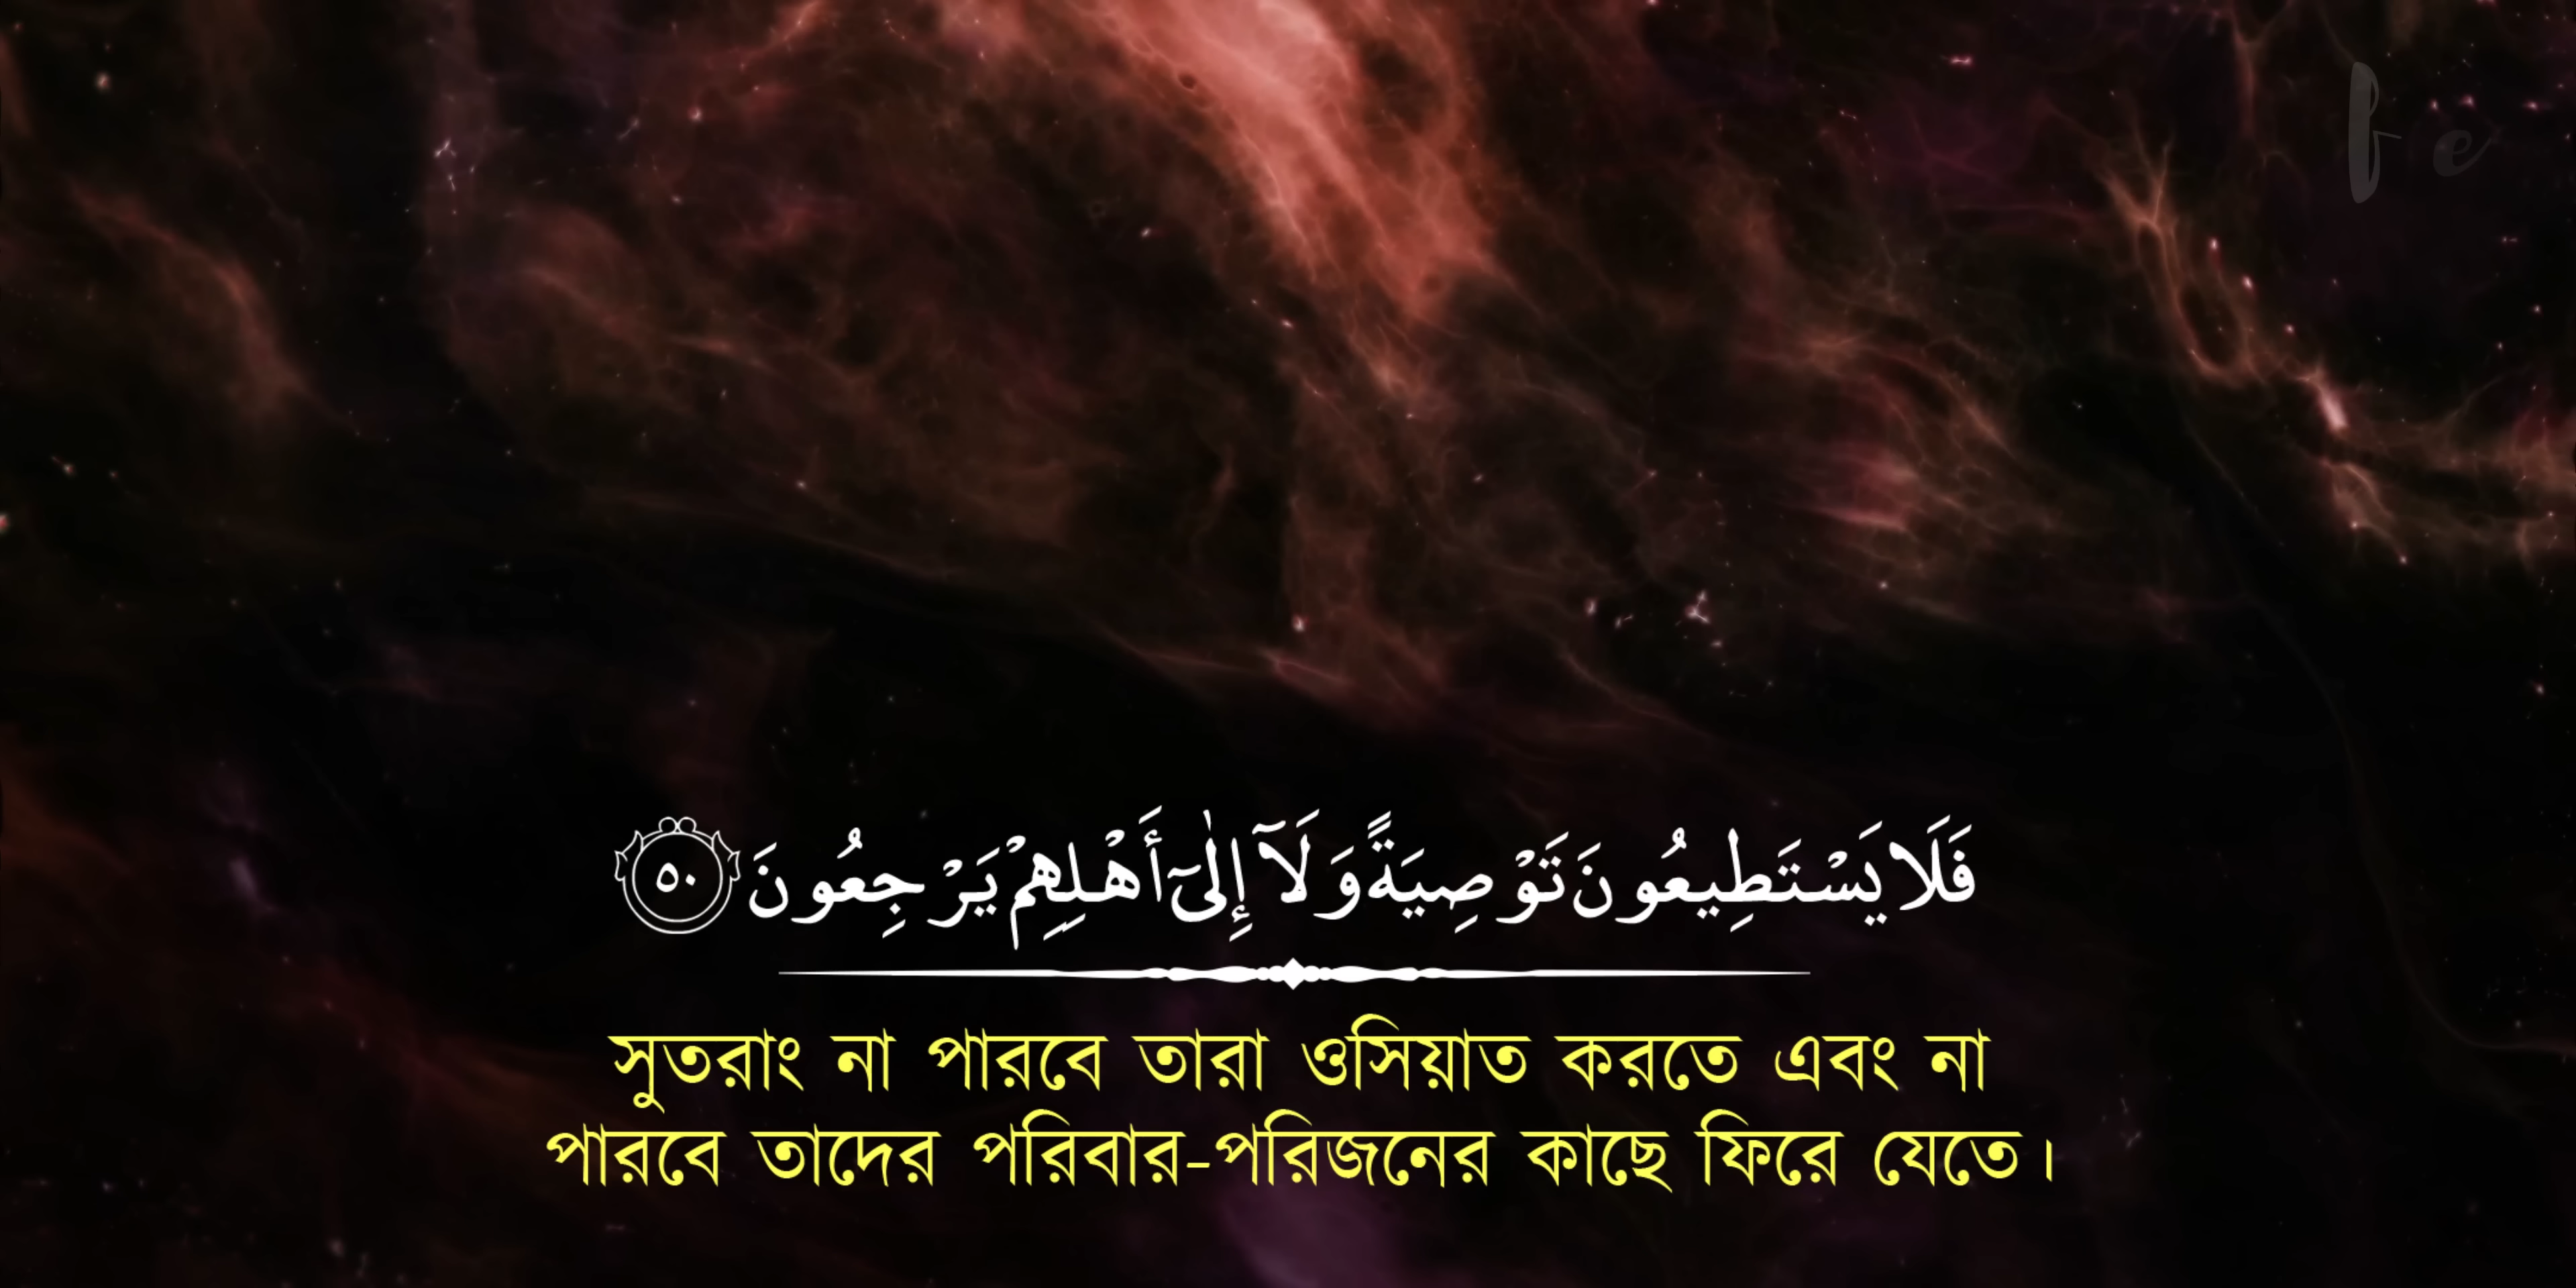 فَلَا يَسْتَطِيعُونَ تَوْصِيَةً وَلَآ إِلَىٰٓ أَهْلِهِمْ يَرْجِعُونَ ٥٠
সুতরাং না পারবে তারা ওসিয়াত করতে এবং না
পারবে তাদের পরিবার-পরিজনের কাছে ফিরে যেতে।